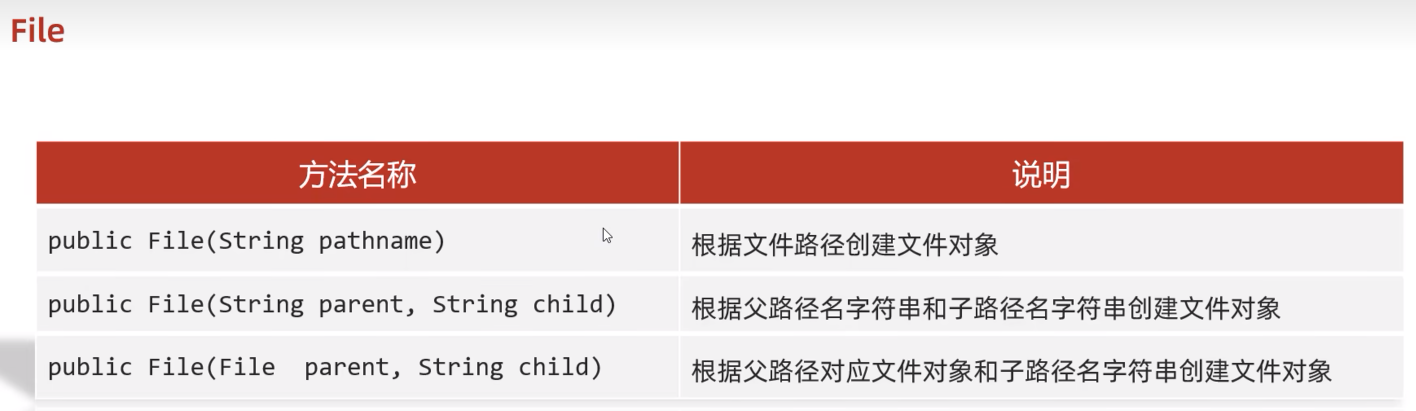 File
方法名称 说明
public File(String pathname) 根据文件路径创建文件对象
public File(String parent, String child) 根据父路径名字符串和子路径名字符串创建文件对象
public File(File  parent, String child) 根据父路径对应文件对象和子路径名字符串创建文件对象